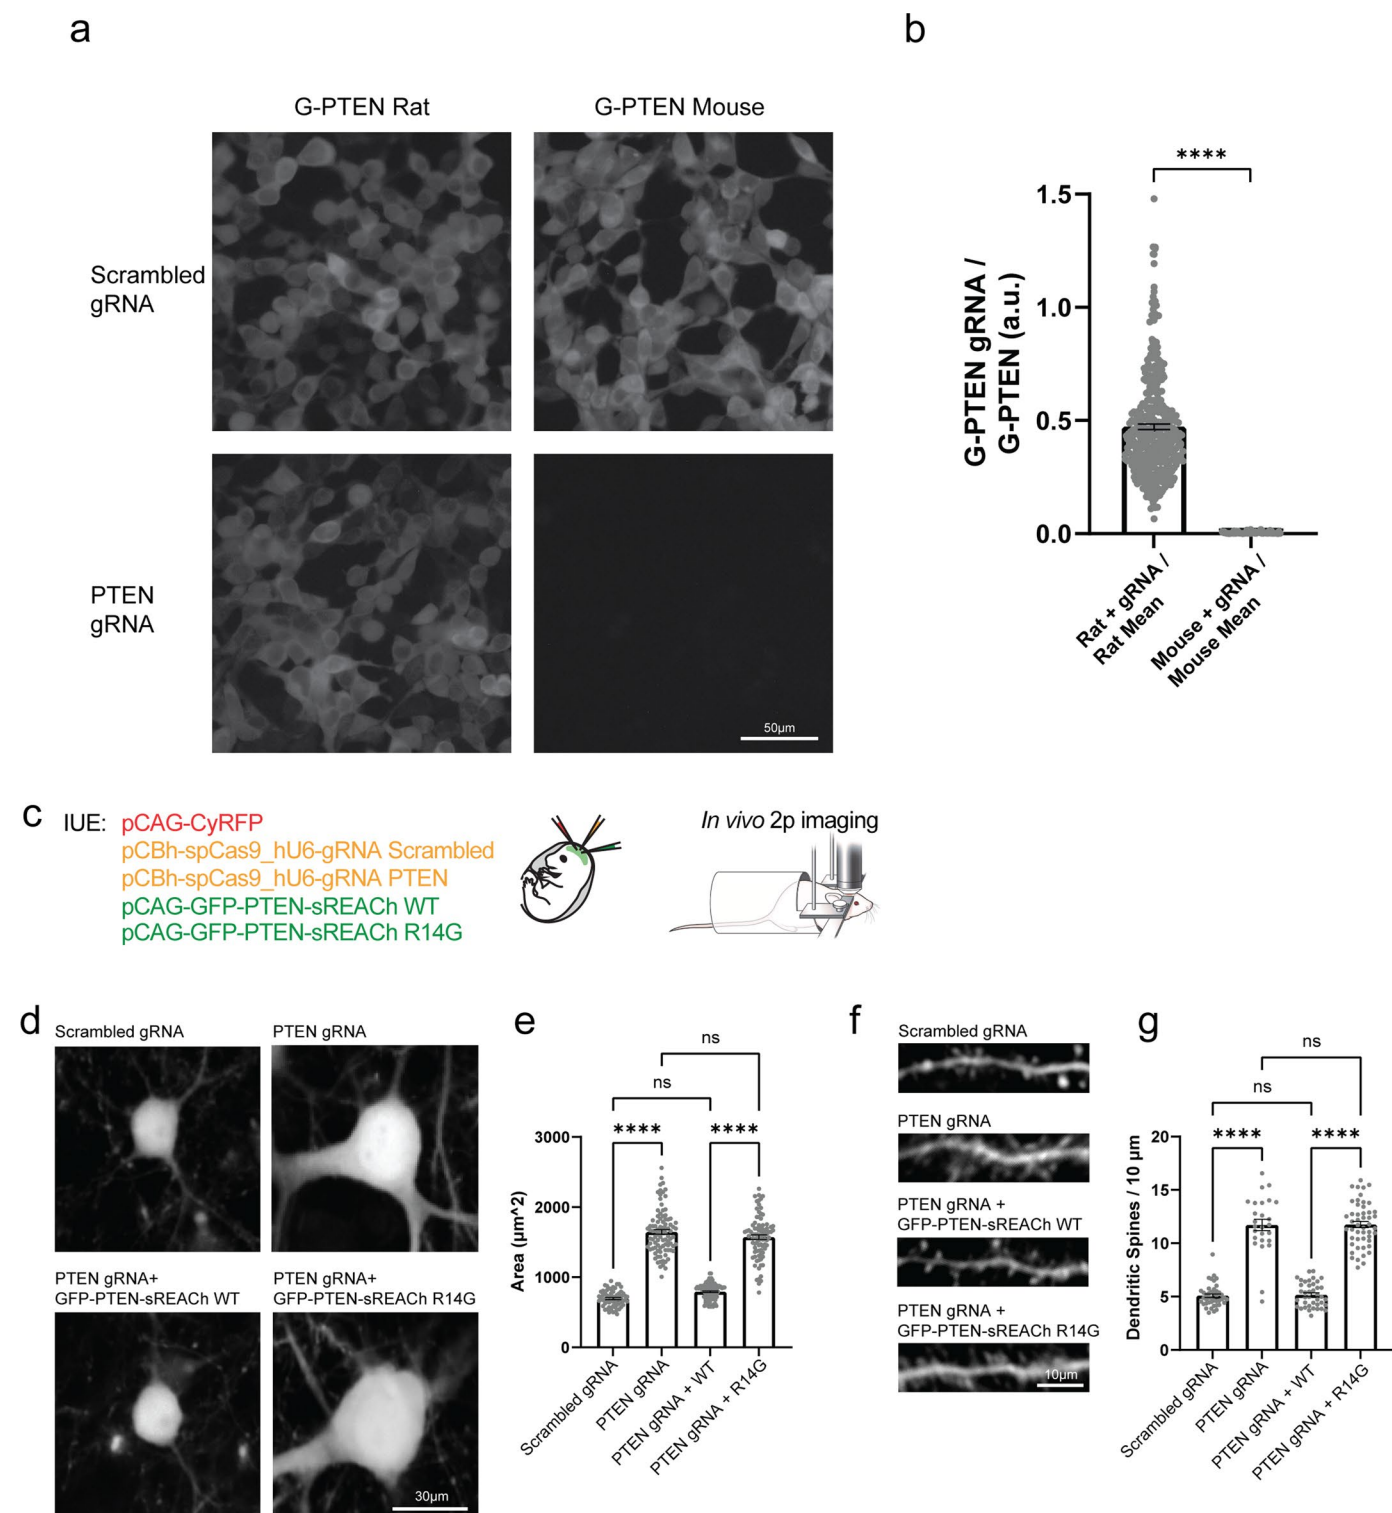 a
G-PTEN Rat
G-PTEN Mouse
Scrambled
gRNA
PTEN
gRNA
50µm
b
****
G-PTEN gRNA /
G-PTEN (a.u.)
1.5
1.0
0.5
0.0
Rat + gRNA /
Rat Mean
Mouse + gRNA /
Mouse Mean
c
IUE:
pCAG-CyRFP
pCBh-spCas9_hU6-gRNA Scrambled
pCBh-spCas9_hU6-gRNA PTEN
pCAG-GFP-PTEN-sREACh WT
pCAG-GFP-PTEN-sREACh R14G
In vivo 2p imaging
d
Scrambled gRNA
PTEN gRNA
PTEN gRNA+
GFP-PTEN-sREACh WT
PTEN gRNA+
GFP-PTEN-sREACh R14G
30µm
e
ns
ns
**** ****
Area (µm^2)
3000
2000
1000
0
Scrambled gRNA
PTEN gRNA
PTEN gRNA + WT
PTEN gRNA + R14G
f
Scrambled gRNA
PTEN gRNA
PTEN gRNA +
GFP-PTEN-sREACh WT
PTEN gRNA +
GFP-PTEN-sREACh R14G
10µm
g
ns
ns
**** ****
Dendritic Spines / 10 µm
20
15
10
5
0
Scrambled gRNA
PTEN gRNA
PTEN gRNA + WT
PTEN gRNA + R14G